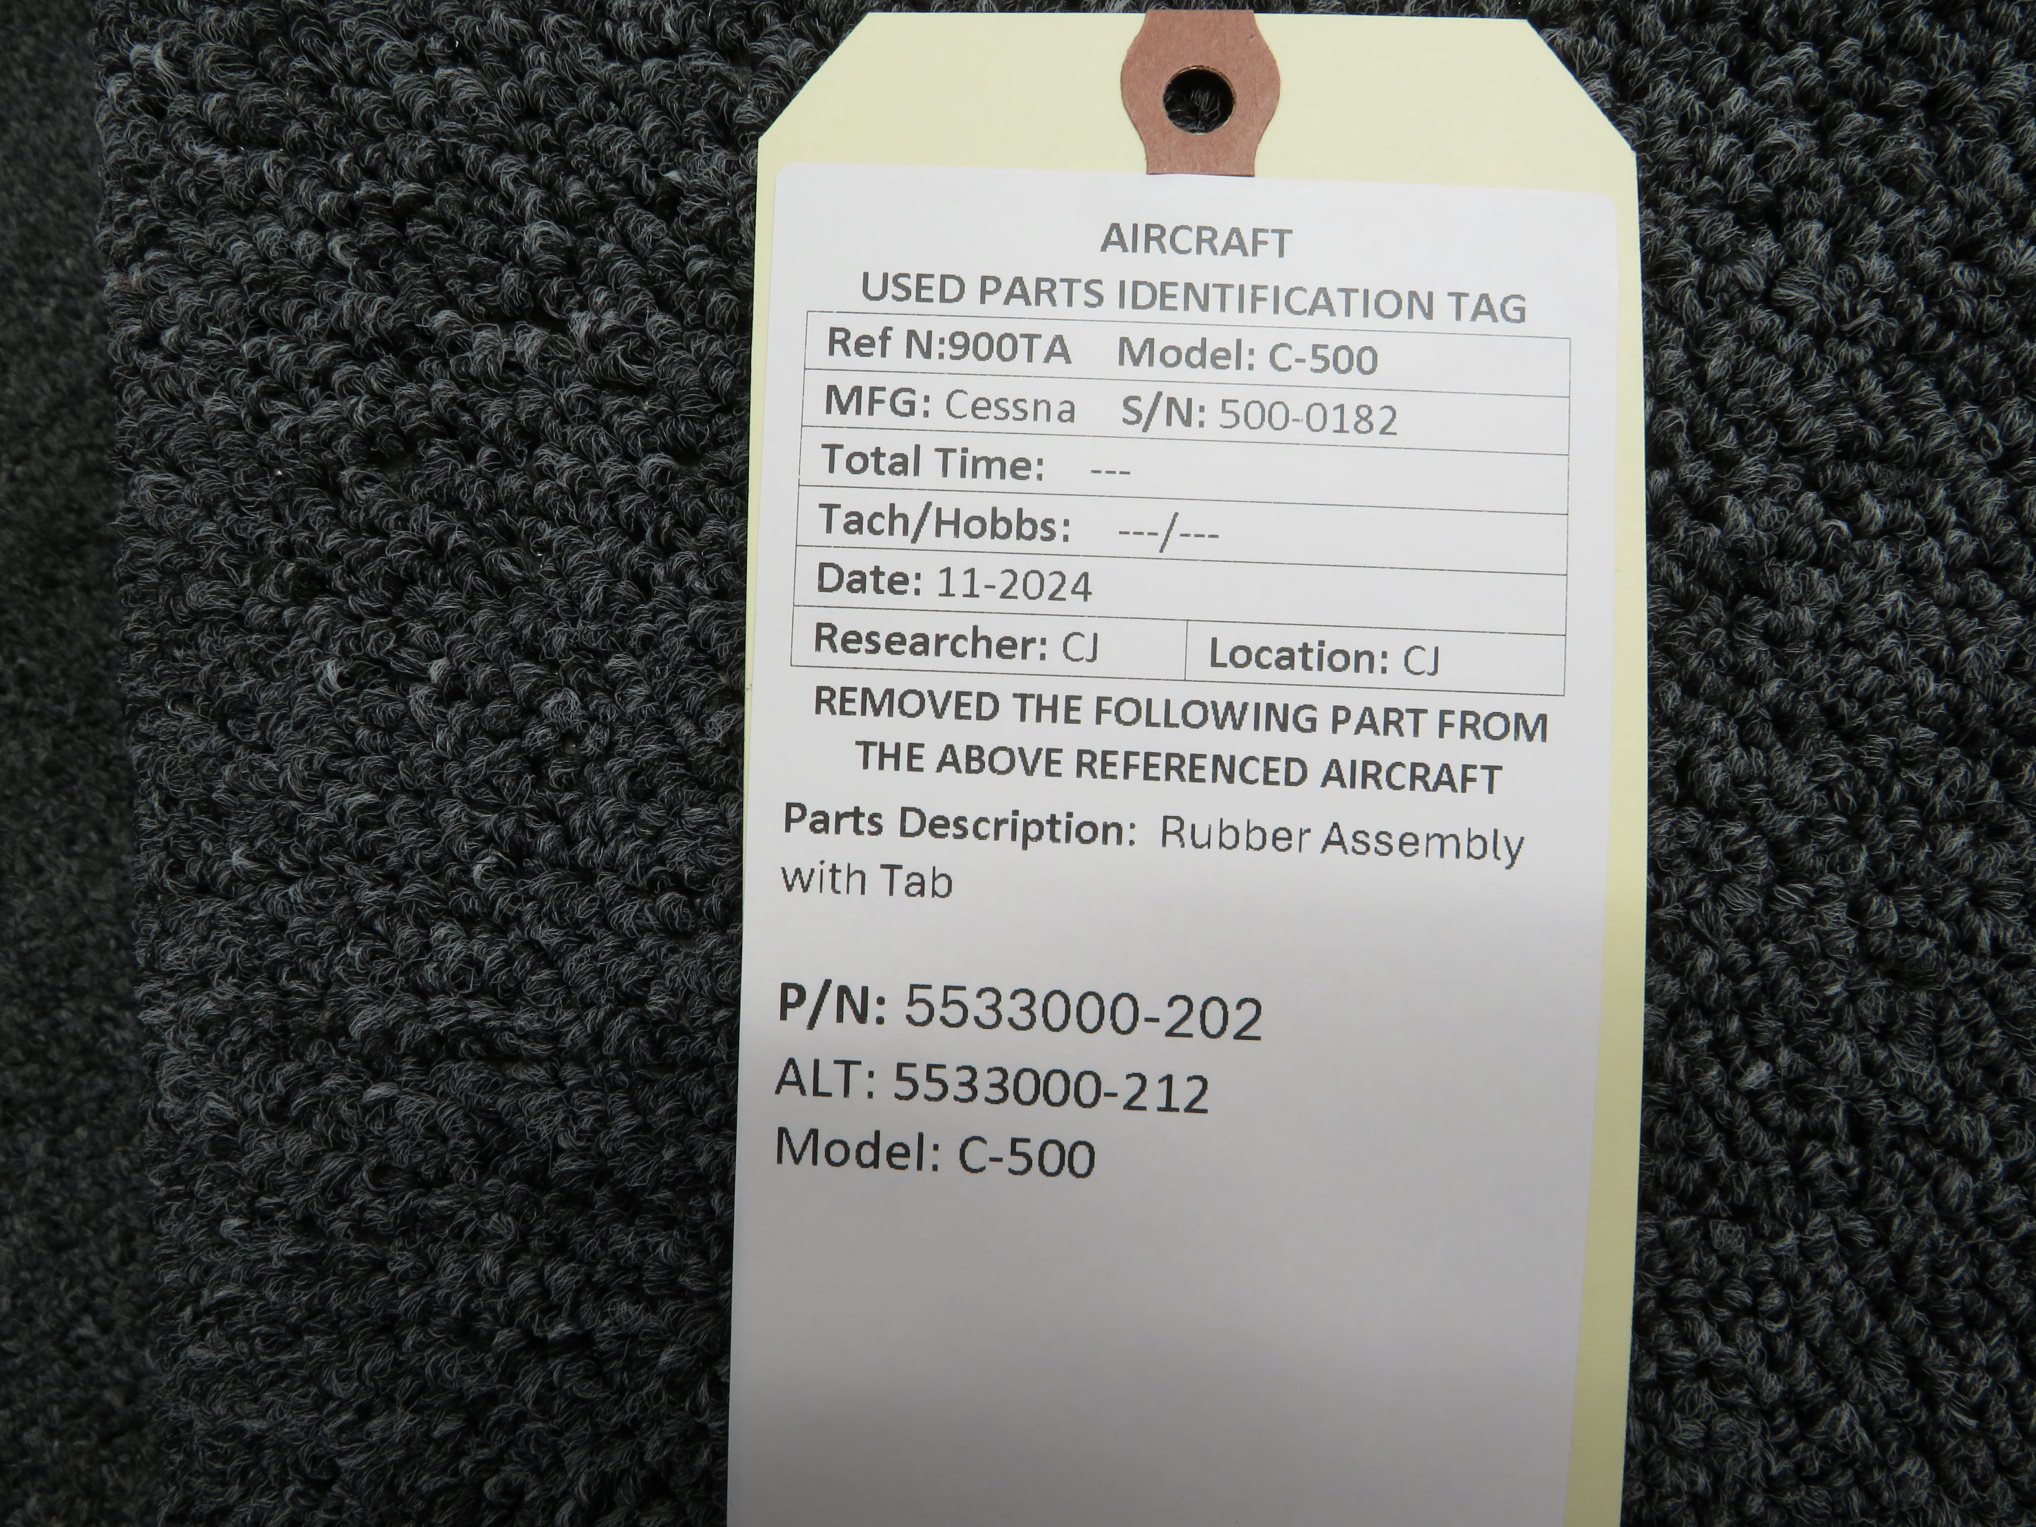 AIRCRAFT
USED PARTS IDENTIFICATION TAG
Ref N:900TA Model: C-500
MFG: Cessna S/N: 500-0182
Total Time: ---
Tach/Hobbs: ---/---
Date: 11-2024
Researcher: CJ Location: CJ
REMOVED THE FOLLOWING PART FROM
THE ABOVE REFERENCED AIRCRAFT
Parts Description: Rubber Assembly
with Tab
P/N: 5533000-202
ALT: 5533000-212
Model: C-500